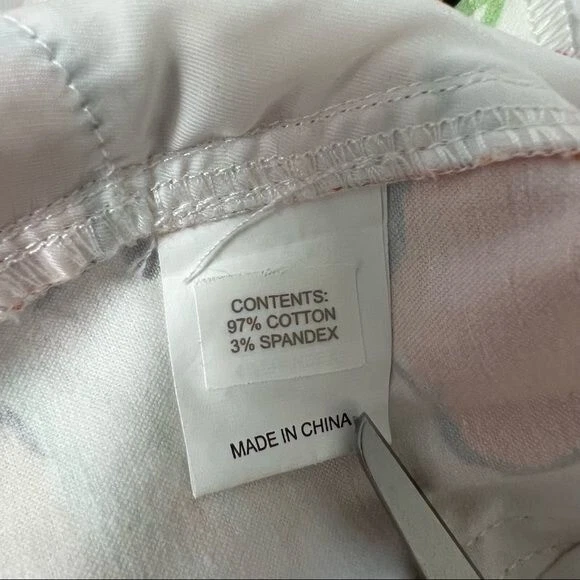 CONTENTS:
97% COTTON
3% SPANDEX
MADE IN CHINA